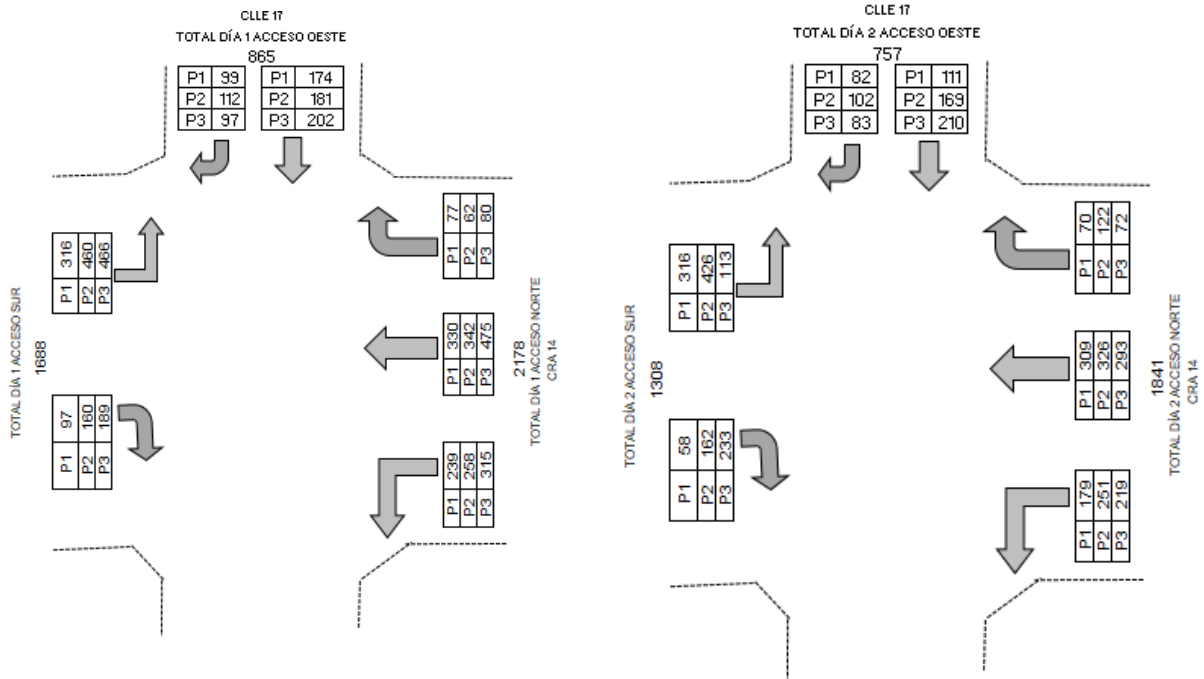 CLLE 17
TOTAL DÍA 1 ACCESO OESTE
865
P1 99
P2 112
P3 97
P1 174
P2 181
P3 202
TOTAL DÍA 1 ACCESO SUR
1688
P1 316
P2 460
P3 466
P1 97
P2 160
P3 189
P1 77
P2 62
P3 80
P1 330
P2 342
P3 475
P1 239
P2 258
P3 315
2178
TOTAL DÍA 1 ACCESO NORTE
CRA 14
CLLE 17
TOTAL DÍA 2 ACCESO OESTE
757
P1 82
P2 102
P3 83
P1 111
P2 169
P3 210
TOTAL DÍA 2 ACCESO SUR
1308
P1 316
P2 426
P3 113
P1 58
P2 162
P3 233
P1 70
P2 122
P3 72
P1 309
P2 326
P3 293
P1 179
P2 251
P3 219
1841
TOTAL DÍA 2 ACCESO NORTE
CRA 14